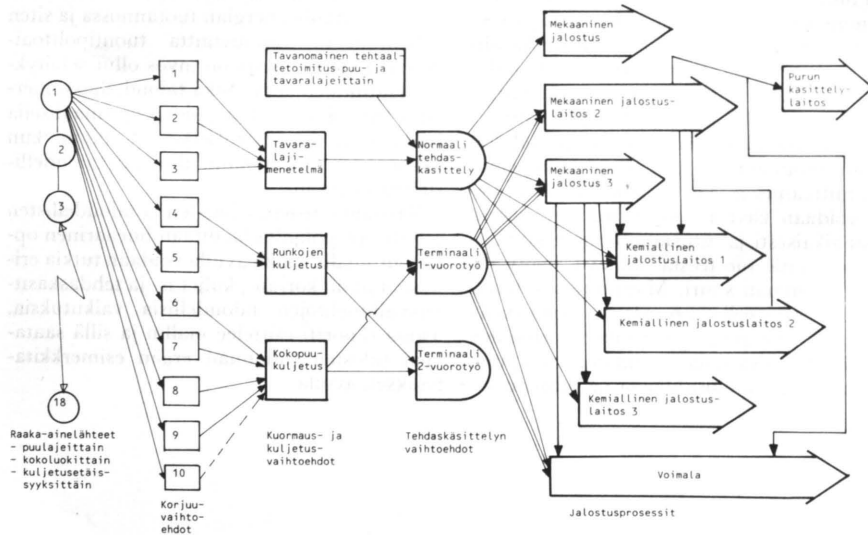 1
2
3
18
Raaka-ainelähteet
- puulajeittain
- kokoluokittain
- kuljetusetäis-
syyksittäin
1
2
3
4
5
6
7
8
9
10
Korjuu-
vaihto-
ehdot
Tavanomainen tehtaal-
letoimitus puu- ja
tavaralajeittain
Tavara-
laji-
menetelmä
Runkojen
kuljetus
Kokopuu-
kuljetus
Kuormaus- ja
kuljetus-
vaihtoehdot
Normaali
tehdas-
käsittely
Terminaali
1-vuorotyö
Terminaali
2-vuorotyö
Tehdaskäsittelyn
vaihtoehdot
Mekaaninen
jalostus
Mekaaninen jalostus-
laitos 2
Mekaaninen
jalostus 3
Purun
käsittely-
laitos
Kemiallinen
jalostuslaitos 1
Kemiallinen jalostuslaitos 2
Kemiallinen jalostus-
laitos 3
Voimala
Jalostusprosessit